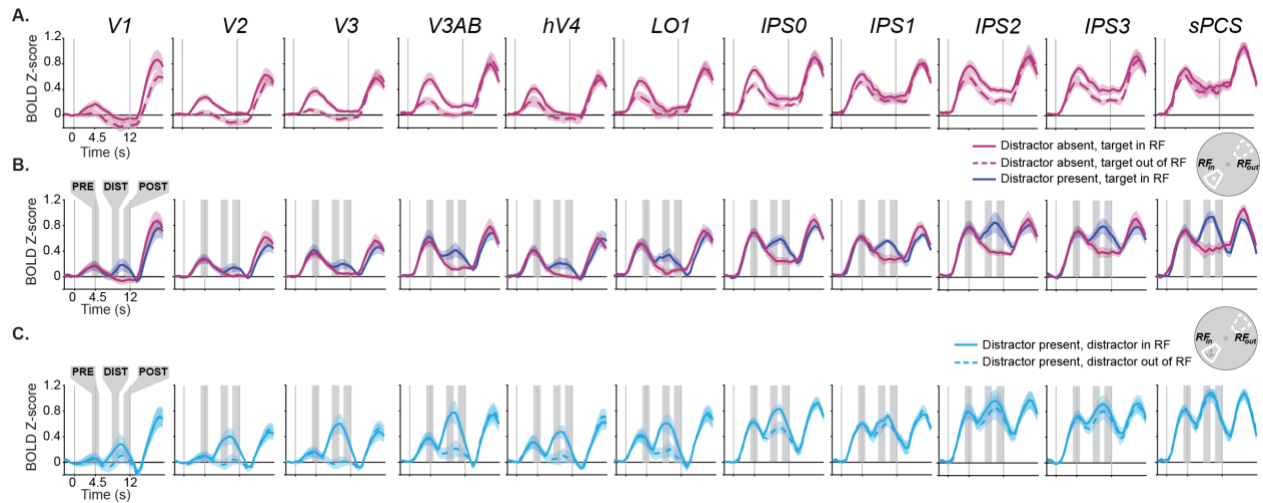 A.
V1 V2 V3 V3AB hV4 LO1 IPS0 IPS1 IPS2 IPS3 sPCS
BOLD Z-score
1.2
0.8
0.4
0
0 4.5 12
Time (s)
Distractor absent, target in RF
Distractor absent, target out of RF
Distractor present, target in RF
RFin RFout
B.
PRE DIST POST
BOLD Z-score
1.2
0.8
0.4
0
0 4.5 12
Time (s)
C.
Distractor present, distractor in RF
Distractor present, distractor out of RF
RFin RFout
PRE DIST POST
BOLD Z-score
1.2
0.8
0.4
0
0 4.5 12
Time (s)